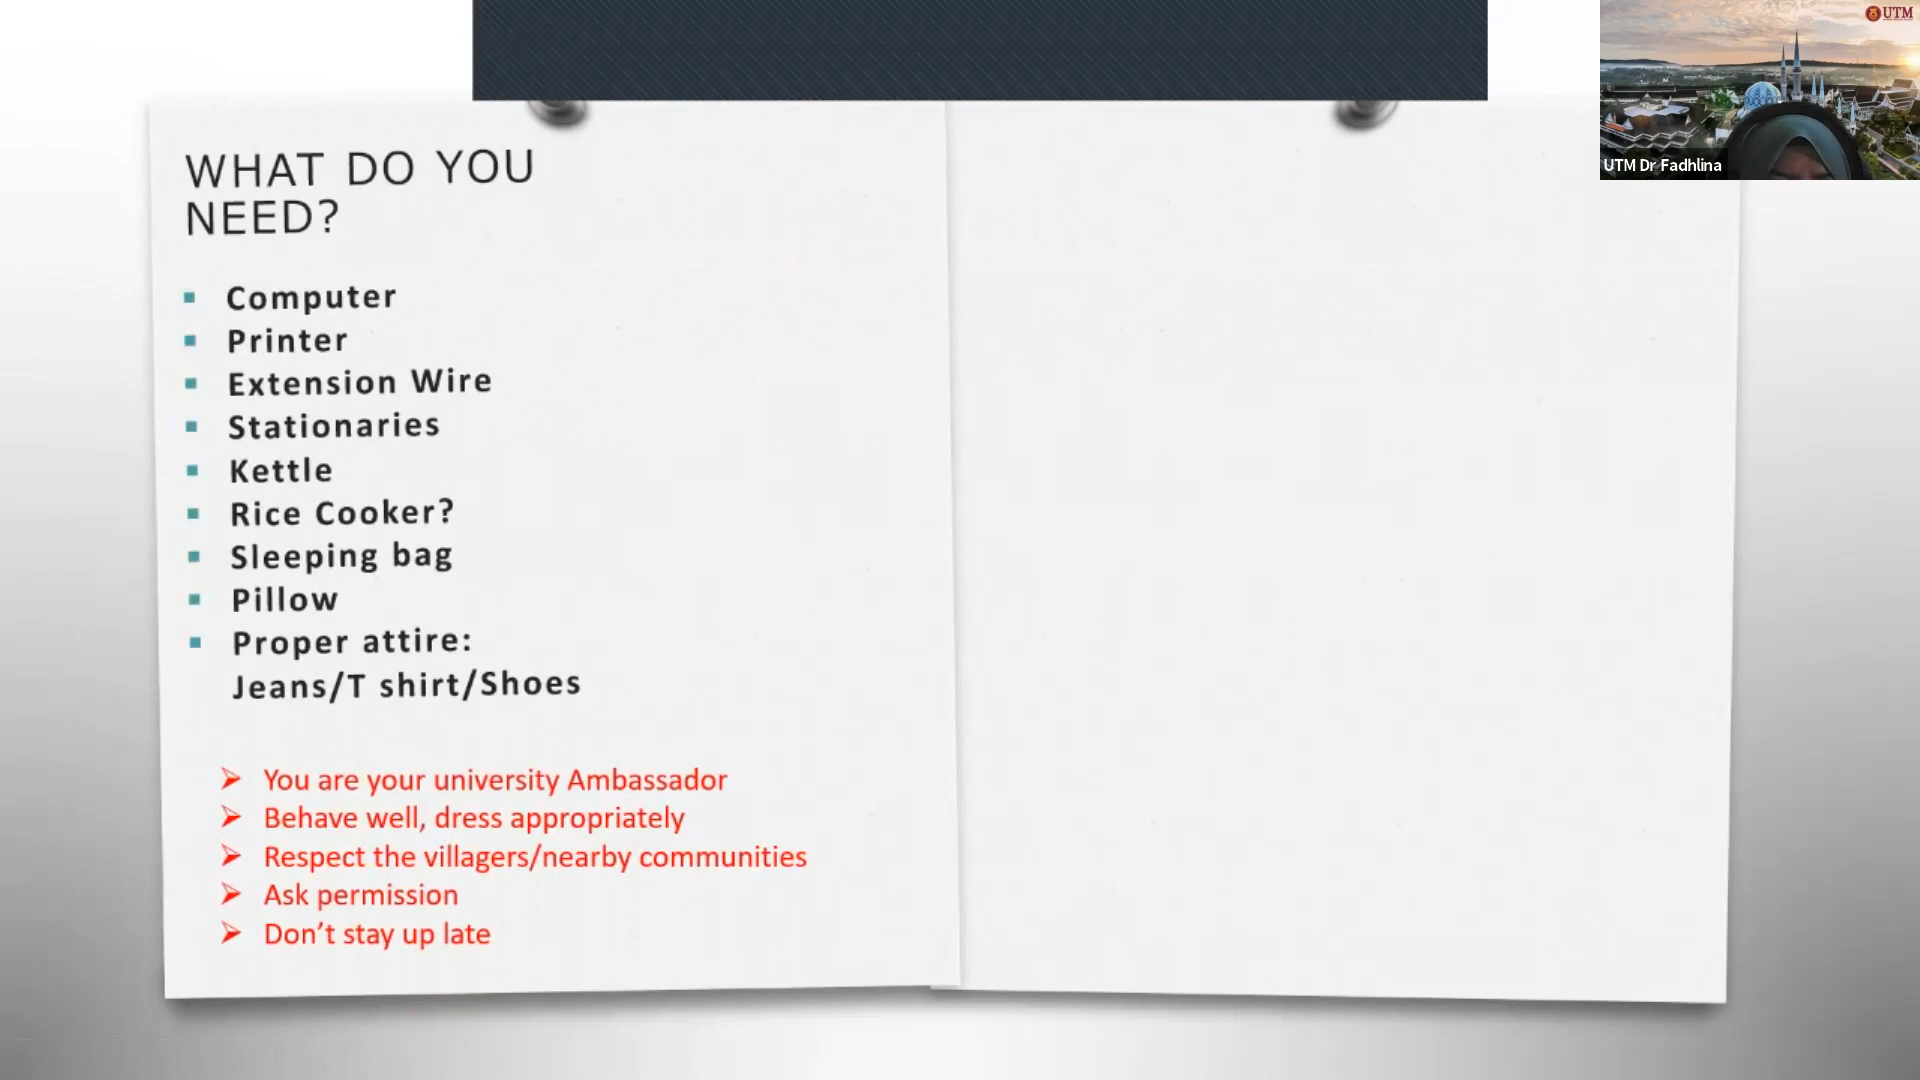 WHAT DO YOU
NEED?
Computer
Printer
Extension Wire
Stationaries
Kettle
Rice Cooker?
Sleeping bag
Pillow
Proper attire:
Jeans/T shirt/Shoes
You are your university Ambassador
Behave well, dress appropriately
Respect the villagers/nearby communities
Ask permission
Don’t stay up late
UTM
UTM Dr Fadhlina